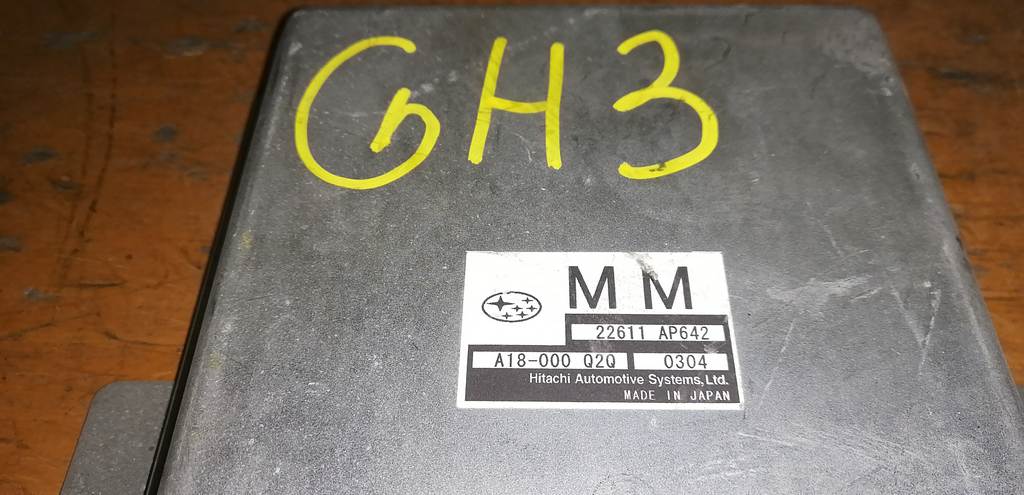 GH3
MM
22611 AP642
A18-000 Q2Q 0304
Hitachi Automotive Systems, Ltd.
MADE IN JAPAN